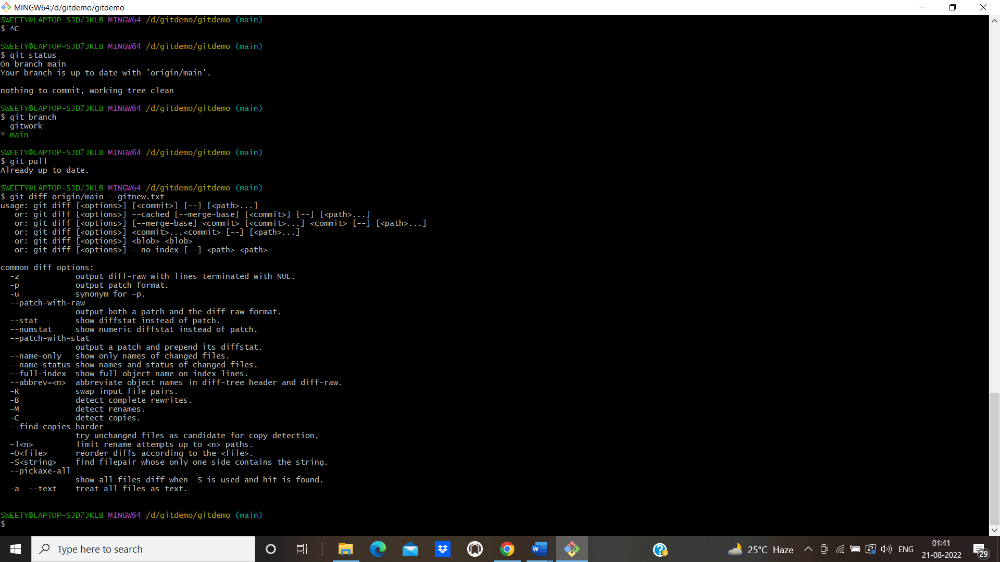 MINGW64:/d/gitdemo/gitdemo
SWEETY@LAPTOP-SJD7JKLB MINGW64 /d/gitdemo/gitdemo (main)
$ ^C
SWEETY@LAPTOP-SJD7JKLB MINGW64 /d/gitdemo/gitdemo (main)
$ git status
On branch main
Your branch is up to date with 'origin/main'.
nothing to commit, working tree clean
SWEETY@LAPTOP-SJD7JKLB MINGW64 /d/gitdemo/gitdemo (main)
$ git branch
  gitwork
* main
SWEETY@LAPTOP-SJD7JKLB MINGW64 /d/gitdemo/gitdemo (main)
$ git pull
Already up to date.
SWEETY@LAPTOP-SJD7JKLB MINGW64 /d/gitdemo/gitdemo (main)
$ git diff origin/main --gitnew.txt
usage: git diff [<options>] [<commit>] [--] [<path>...]
   or: git diff [<options>] --cached [--merge-base] [<commit>] [--] [<path>...]
   or: git diff [<options>] [--merge-base] <commit> [<commit>...] <commit> [--] [<path>...]
   or: git diff [<options>] <commit>...<commit> [--] [<path>...]
   or: git diff [<options>] <blob> <blob>
   or: git diff [<options>] --no-index [--] <path> <path>
common diff options:
  -z            output diff-raw with lines terminated with NUL.
  -p            output patch format.
  -u            synonym for -p.
  --patch-with-raw
                output both a patch and the diff-raw format.
  --stat        show diffstat instead of patch.
  --numstat     show numeric diffstat instead of patch.
  --patch-with-stat
                output a patch and prepend its diffstat.
  --name-only   show only names of changed files.
  --name-status show names and status of changed files.
  --full-index  show full object name on index lines.
  --abbrev=<n>  abbreviate object names in diff-tree header and diff-raw.
  -R            swap input file pairs.
  -B            detect complete rewrites.
  -M            detect renames.
  -C            detect copies.
  --find-copies-harder
                try unchanged files as candidate for copy detection.
  -l<n>         limit rename attempts up to <n> paths.
  -O<file>      reorder diffs according to the <file>.
  -S<string>    find filepair whose only one side contains the string.
  --pickaxe-all
                show all files diff when -S is used and hit is found.
  -a  --text    treat all files as text.
SWEETY@LAPTOP-SJD7JKLB MINGW64 /d/gitdemo/gitdemo (main)
$
Type here to search
25°C Haze
ENG
01:41
21-08-2022
29